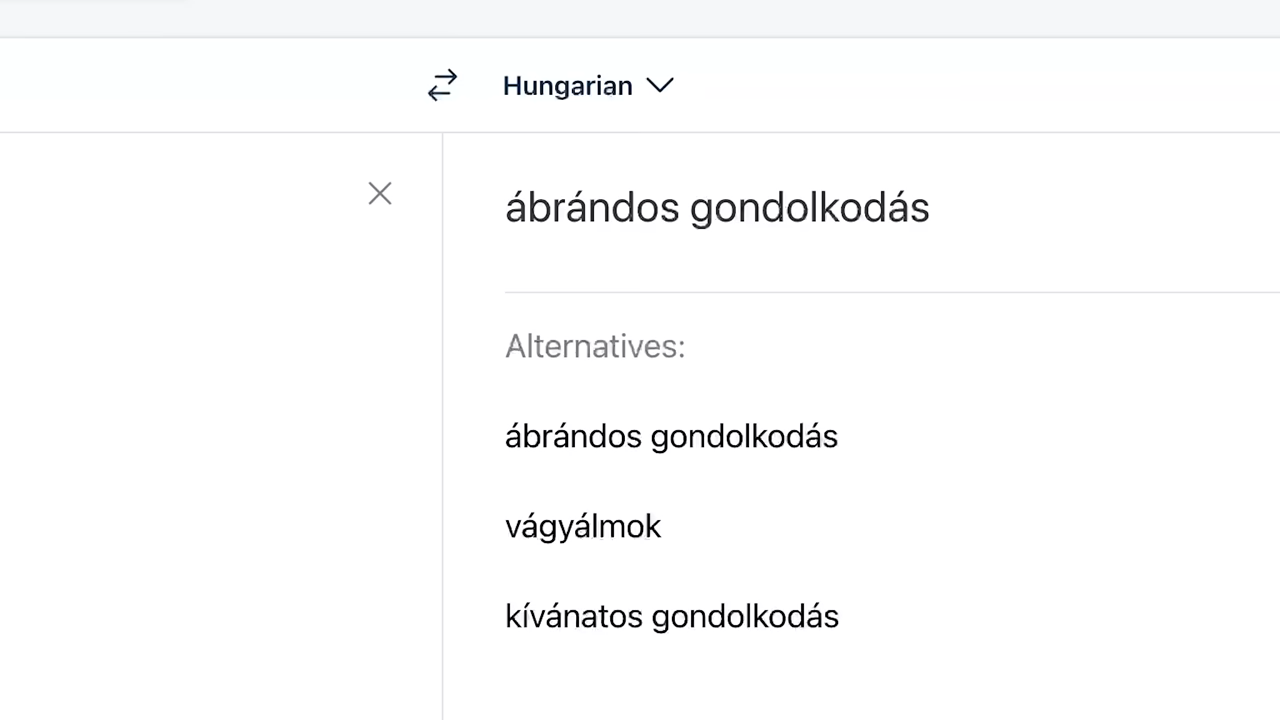 Hungarian
ábrándos gondolkodás
Alternatives:
ábrándos gondolkodás
vágyálmok
kívánatos gondolkodás